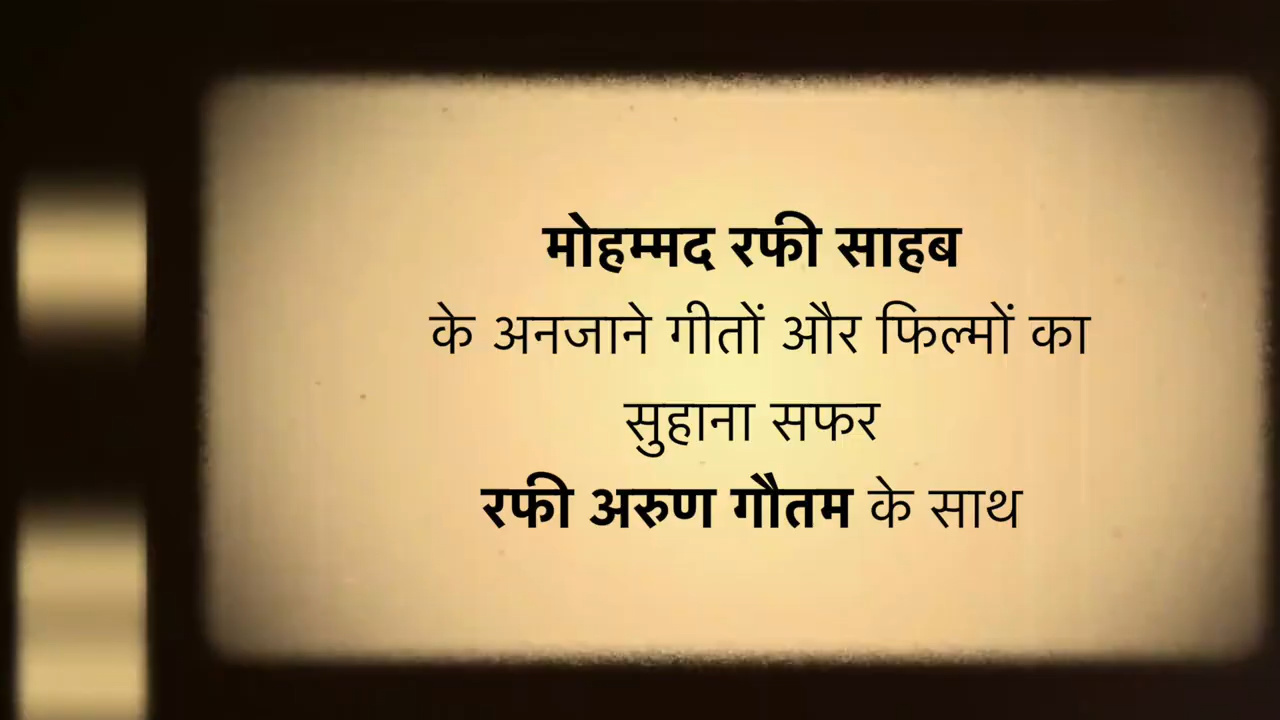 मोहम्मद रफी साहब
के अनजाने गीतों और फिल्मों का
सुहाना सफर
रफी अरुण गौतम के साथ